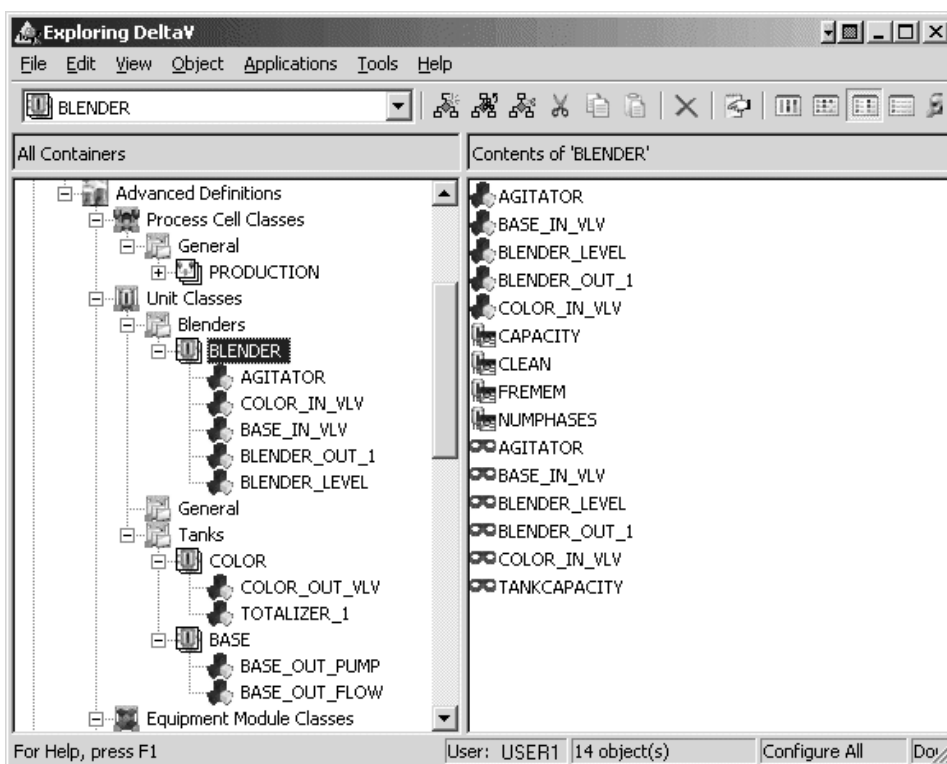 Exploring DeltaV
File Edit View Object Applications Tools Help
BLENDER
All Containers
Contents of 'BLENDER'
Advanced Definitions
Process Cell Classes
General
PRODUCTION
Unit Classes
Blenders
BLENDER
AGITATOR
COLOR_IN_VLV
BASE_IN_VLV
BLENDER_OUT_1
BLENDER_LEVEL
General
Tanks
COLOR
COLOR_OUT_VLV
TOTALIZER_1
BASE
BASE_OUT_PUMP
BASE_OUT_FLOW
Equipment Module Classes
AGITATOR
BASE_IN_VLV
BLENDER_LEVEL
BLENDER_OUT_1
COLOR_IN_VLV
CAPACITY
CLEAN
FREMEM
NUMPHASES
AGITATOR
BASE_IN_VLV
BLENDER_LEVEL
BLENDER_OUT_1
COLOR_IN_VLV
TANKCAPACITY
For Help, press F1
User: USER1
14 object(s)
Configure All